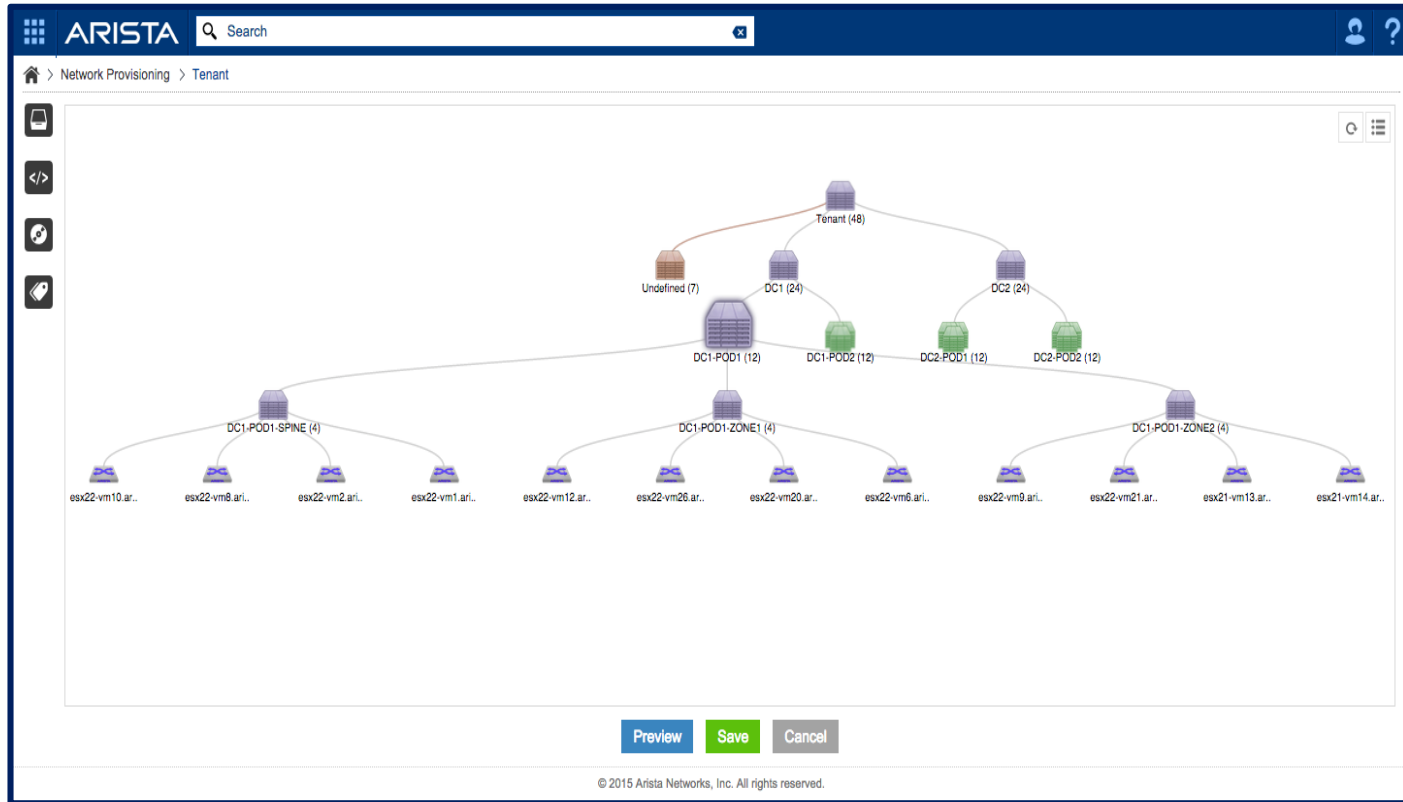 ARISTA Search ?
> Network Provisioning > Tenant
</>
Tenant (48)
Undefined (7) DC1 (24) DC2 (24)
DC1-POD1 (12) DC1-POD2 (12) DC2-POD1 (12) DC2-POD2 (12)
DC1-POD1-SPINE (4) DC1-POD1-ZONE1 (4) DC1-POD1-ZONE2 (4)
esx22-vm10.ar.. esx22-vm8.ari.. esx22-vm2.ari.. esx22-vm1.ari.. esx22-vm12.ar.. esx22-vm26.ar.. esx22-vm20.ar.. esx22-vm6.ari.. esx22-vm9.ari.. esx22-vm21.ar.. esx21-vm13.ar.. esx21-vm14.ar..
Preview Save Cancel
© 2015 Arista Networks, Inc. All rights reserved.